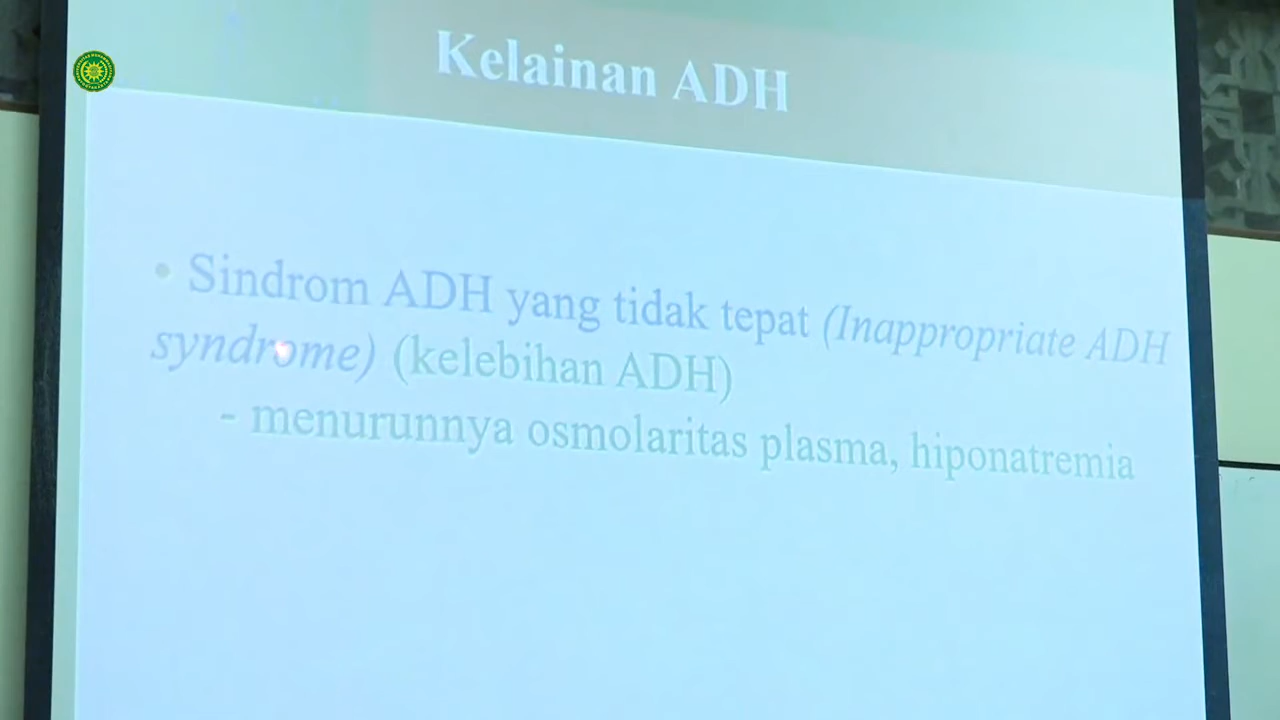 Kelainan ADH
• Sindrom ADH yang tidak tepat (Inappropriate ADH
syndrome) (kelebihan ADH)
- menurunnya osmolaritas plasma, hiponatremia